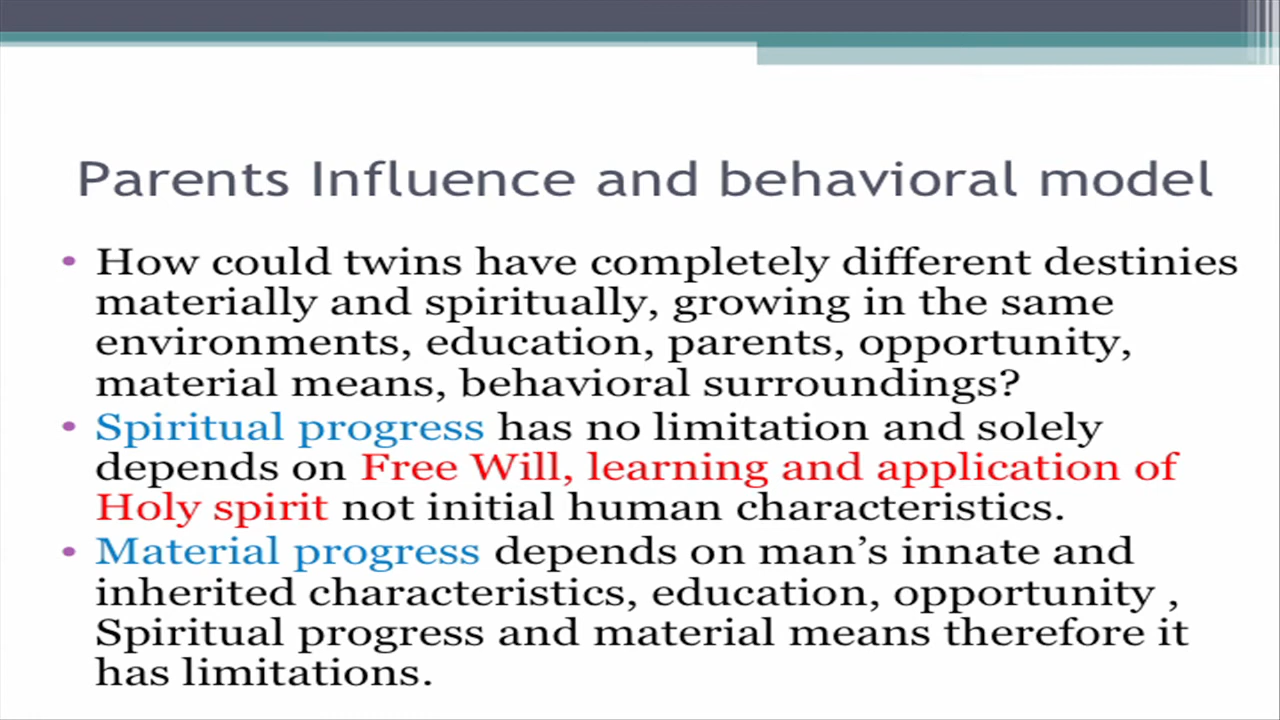 Parents Influence and behavioral model
• How could twins have completely different destinies
materially and spiritually, growing in the same
environments, education, parents, opportunity,
material means, behavioral surroundings?
• Spiritual progress has no limitation and solely
depends on Free Will, learning and application of
Holy spirit not initial human characteristics.
• Material progress depends on man’s innate and
inherited characteristics, education, opportunity ,
Spiritual progress and material means therefore it
has limitations.